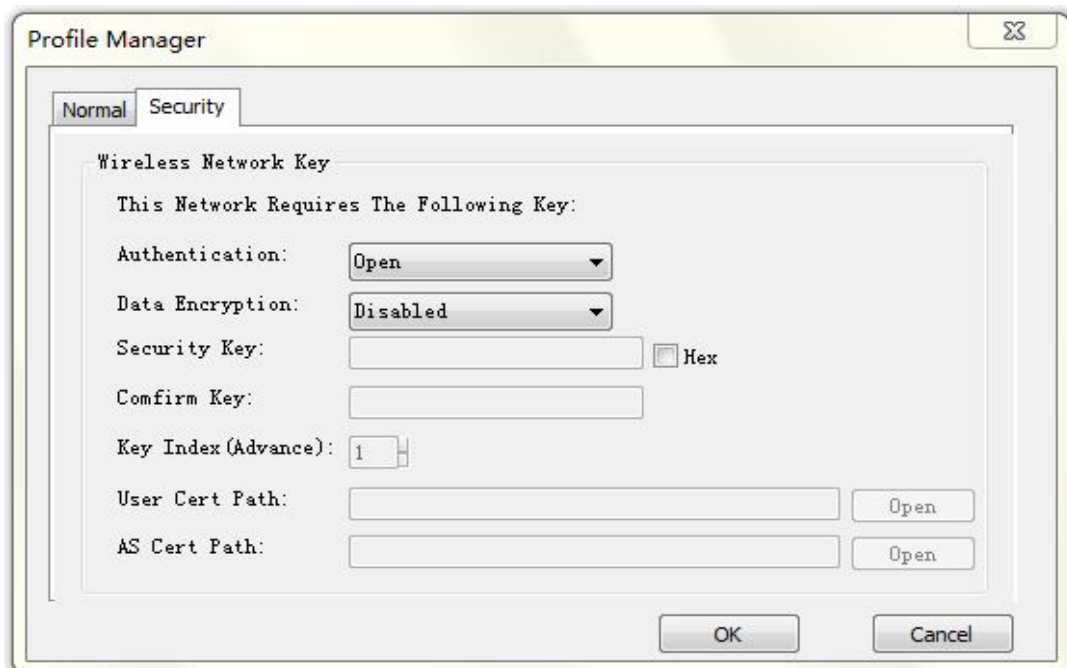 Profile Manager
Normal Security
Wireless Network Key
This Network Requires The Following Key:
Authentication: Open
Data Encryption: Disabled
Security Key: Hex
Comfirm Key:
Key Index(Advance): 1
User Cert Path: Open
AS Cert Path: Open
OK Cancel